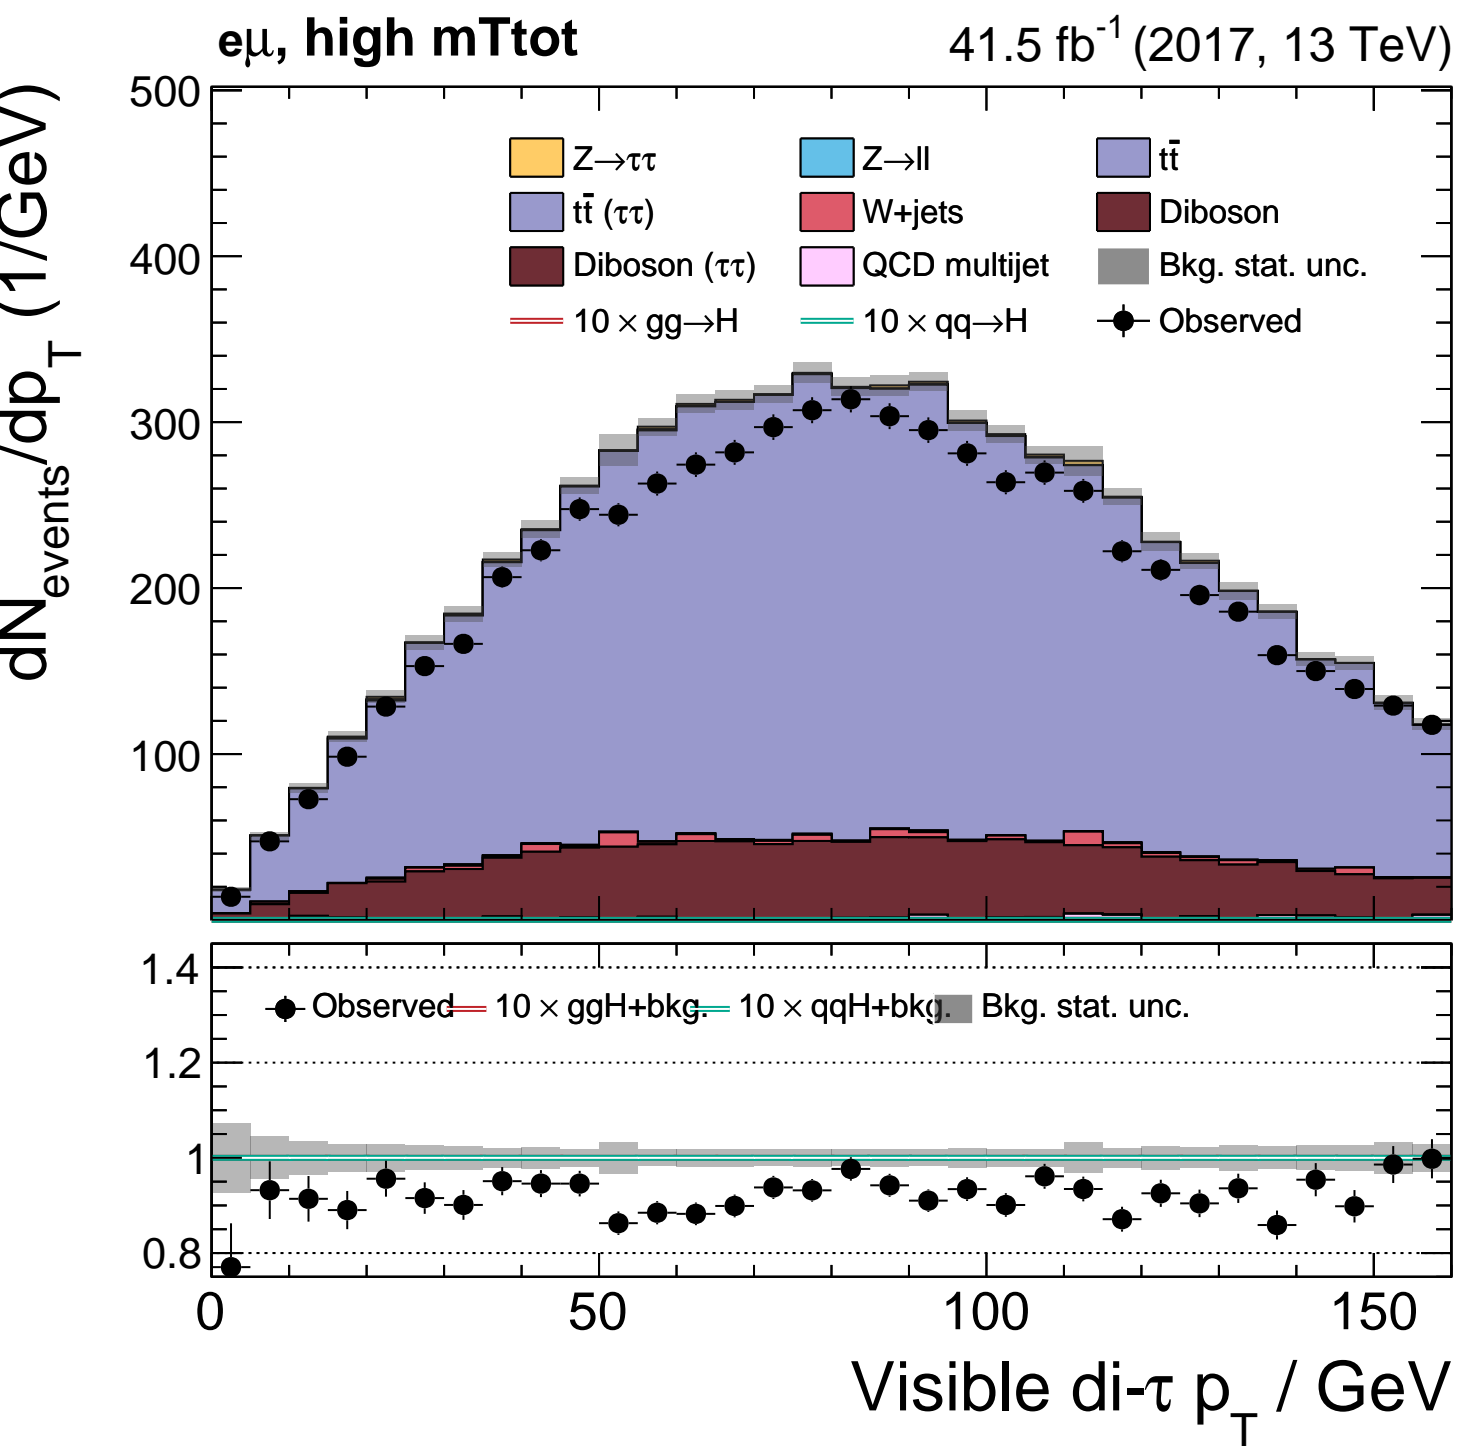 eμ, high mTtot
41.5 fb⁻¹ (2017, 13 TeV)
dN_events/dp_T (1/GeV)
500
400
300
200
100
Z→ττ
Z→ll
tt̄
tt̄ (ττ)
W+jets
Diboson
Diboson (ττ)
QCD multijet
Bkg. stat. unc.
10 × gg→H
10 × qq→H
Observed
1.4
1.2
1
0.8
Observed
10 × ggH+bkg.
10 × qqH+bkg.
Bkg. stat. unc.
0
50
100
150
Visible di-τ p_T / GeV